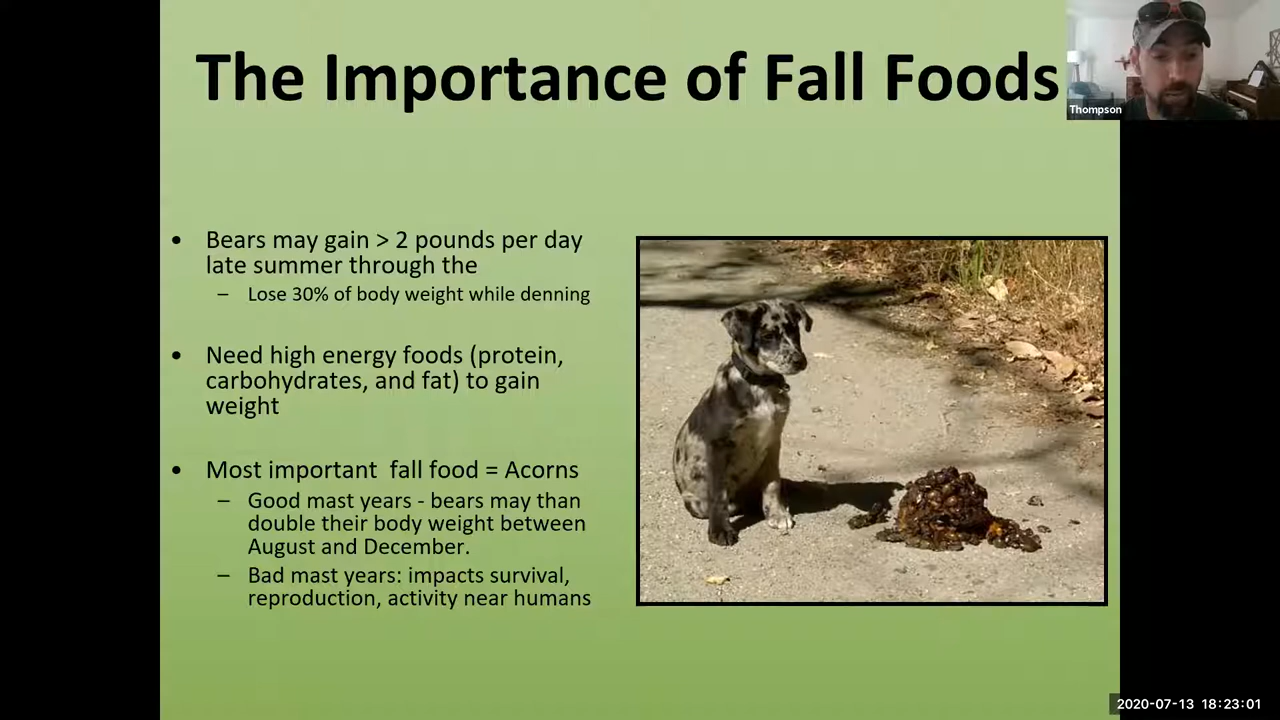 The Importance of Fall Foods
Thompson
• Bears may gain > 2 pounds per day
late summer through the
– Lose 30% of body weight while denning
• Need high energy foods (protein,
carbohydrates, and fat) to gain
weight
• Most important  fall food = Acorns
– Good mast years - bears may than
double their body weight between
August and December.
– Bad mast years: impacts survival,
reproduction, activity near humans
2020-07-13 18:23:01